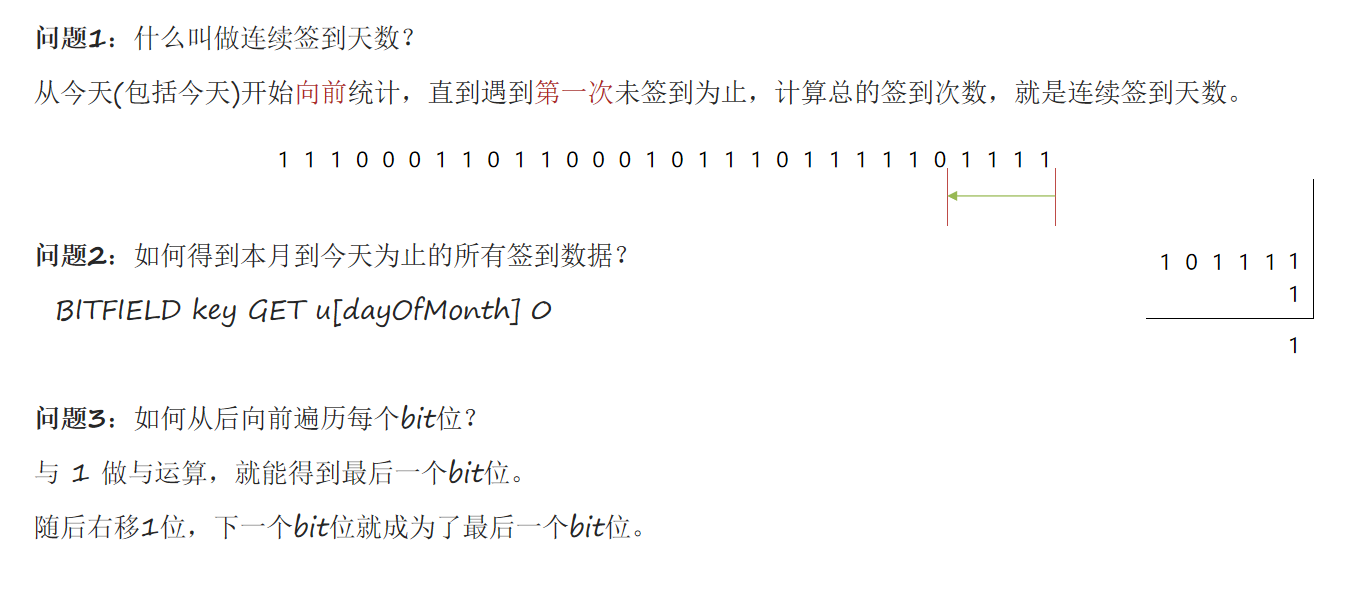 问题1：什么叫做连续签到天数？
从今天(包括今天)开始向前统计，直到遇到第一次未签到为止，计算总的签到次数，就是连续签到天数。
1 1 1 0 0 0 1 1 0 1 1 0 0 0 1 0 1 1 1 0 1 1 1 1 1 0 1 1 1 1
问题2：如何得到本月到今天为止的所有签到数据？
BITFIELD key GET u[dayOfMonth] 0
1 0 1 1 1 1
1
1
问题3：如何从后向前遍历每个bit位？
与 1 做与运算，就能得到最后一个bit位。
随后右移1位，下一个bit位就成为了最后一个bit位。